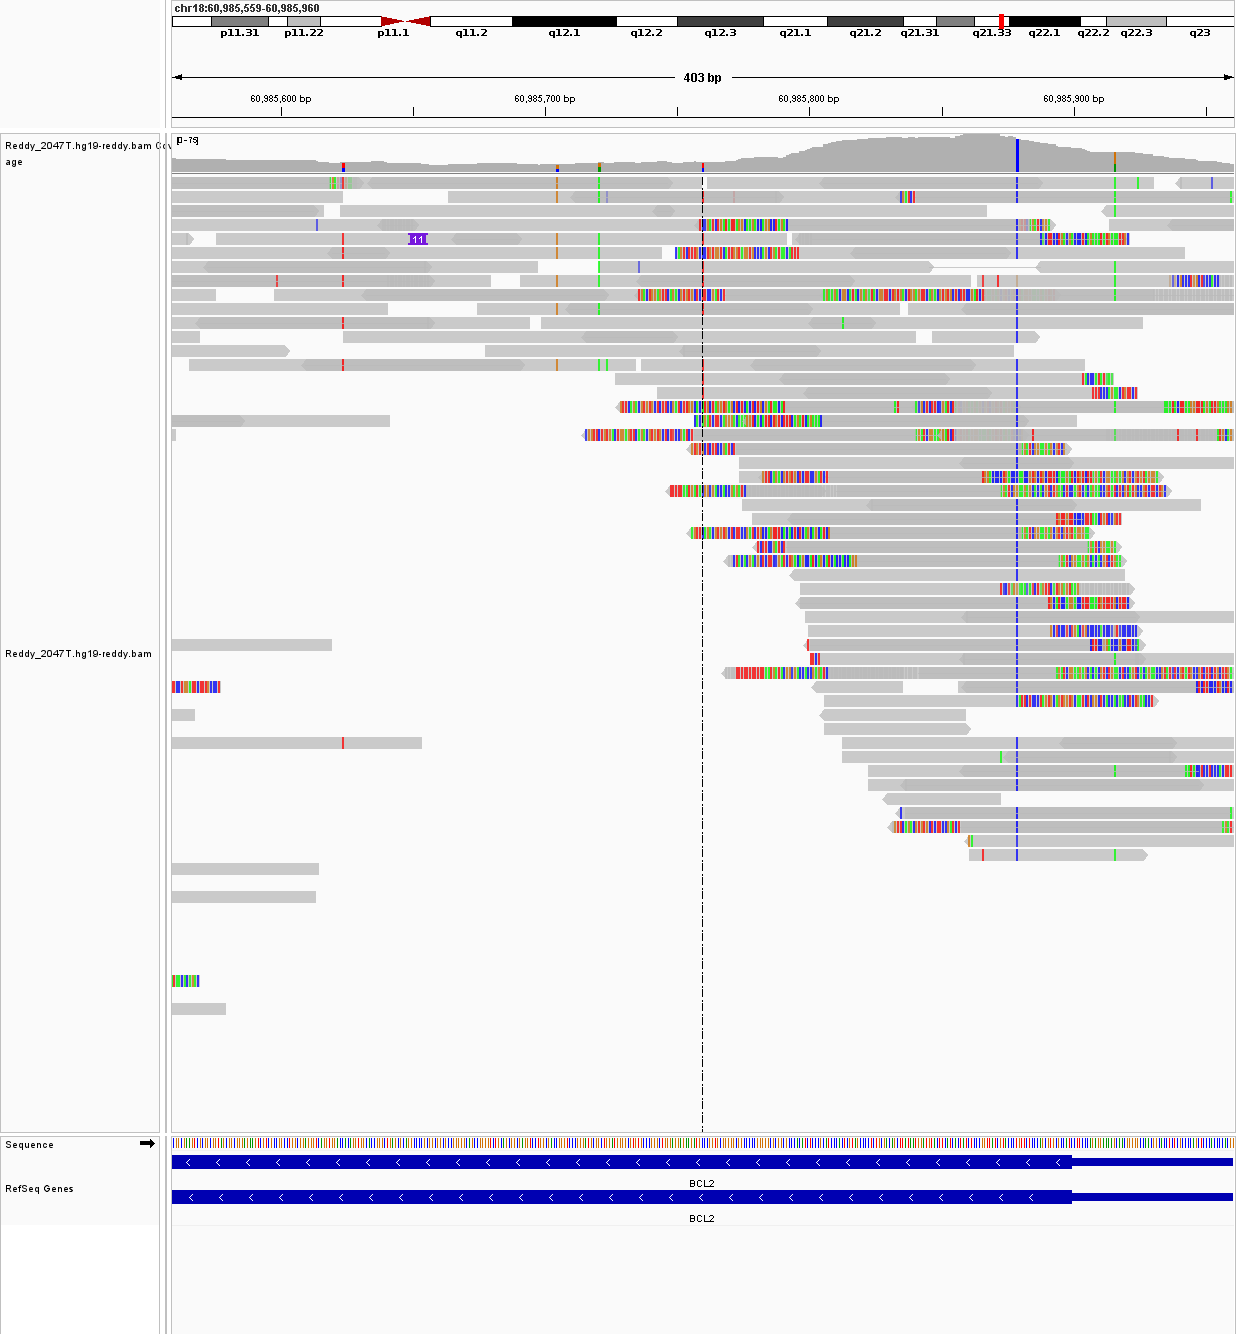 chr18:60,985,559-60,985,960
p11.31 p11.22 p11.1 q11.2 q12.1 q12.2 q12.3 q21.1 q21.2 q21.31 q21.33 q22.1 q22.2 q22.3 q23
403 bp
60,985,600 bp 60,985,700 bp 60,985,800 bp 60,985,900 bp
Reddy_2047T.hg19-reddy.bam Cov
age
[0-75]
11
Reddy_2047T.hg19-reddy.bam
Sequence
BCL2
RefSeq Genes
BCL2